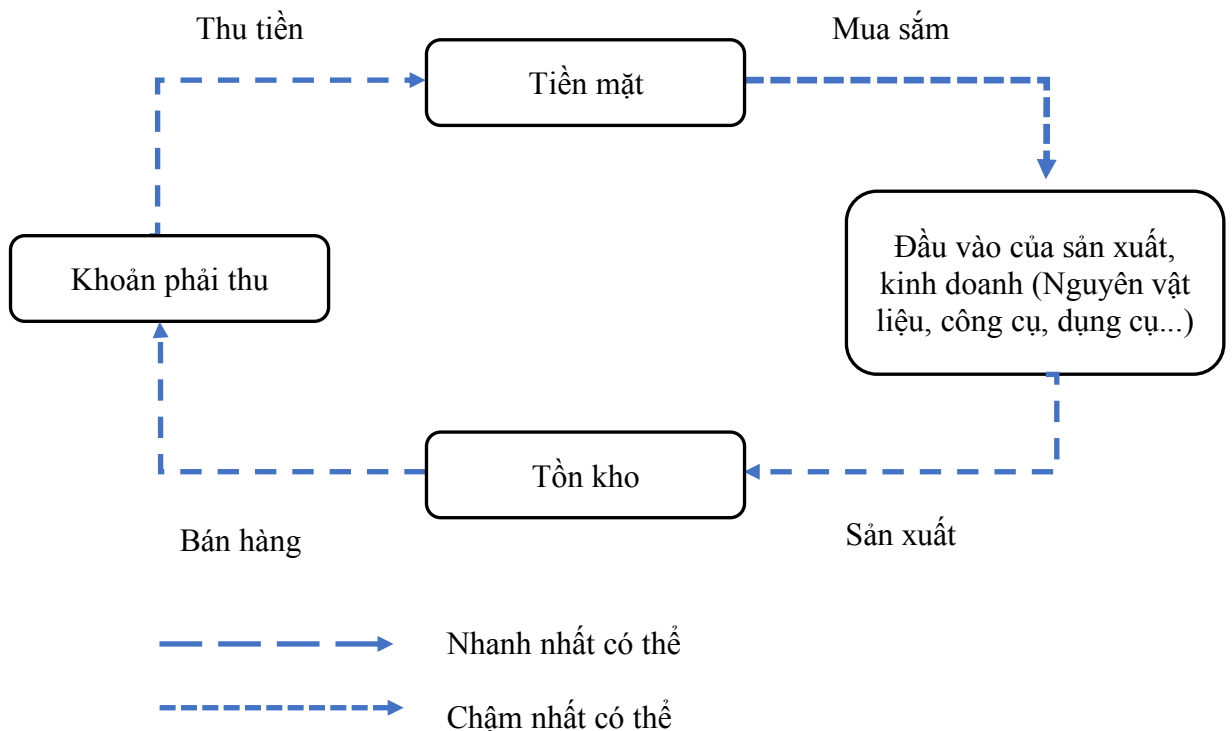 Thu tiền
Mua sắm
Tiền mặt
Đầu vào của sản xuất,
kinh doanh (Nguyên vật
liệu, công cụ, dụng cụ...)
Khoản phải thu
Tồn kho
Bán hàng
Sản xuất
Nhanh nhất có thể
Chậm nhất có thể